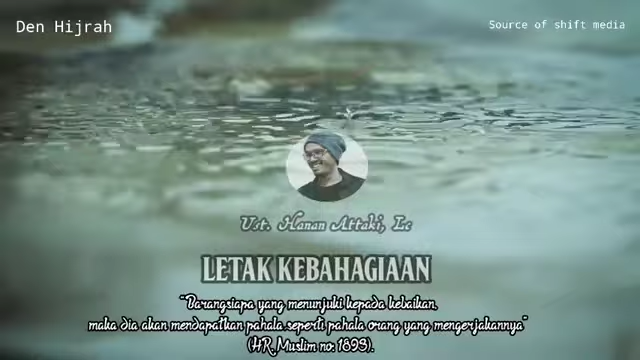 Den Hijrah
Source of shift media
Ust. Hanan Attaki, Lc
LETAK KEBAHAGIAAN
"Barangsiapa yang menunjuki kepada kebaikan,
maka dia akan mendapatkan pahala seperti pahala orang yang mengerjakannya"
(HR. Muslim no: 1893).